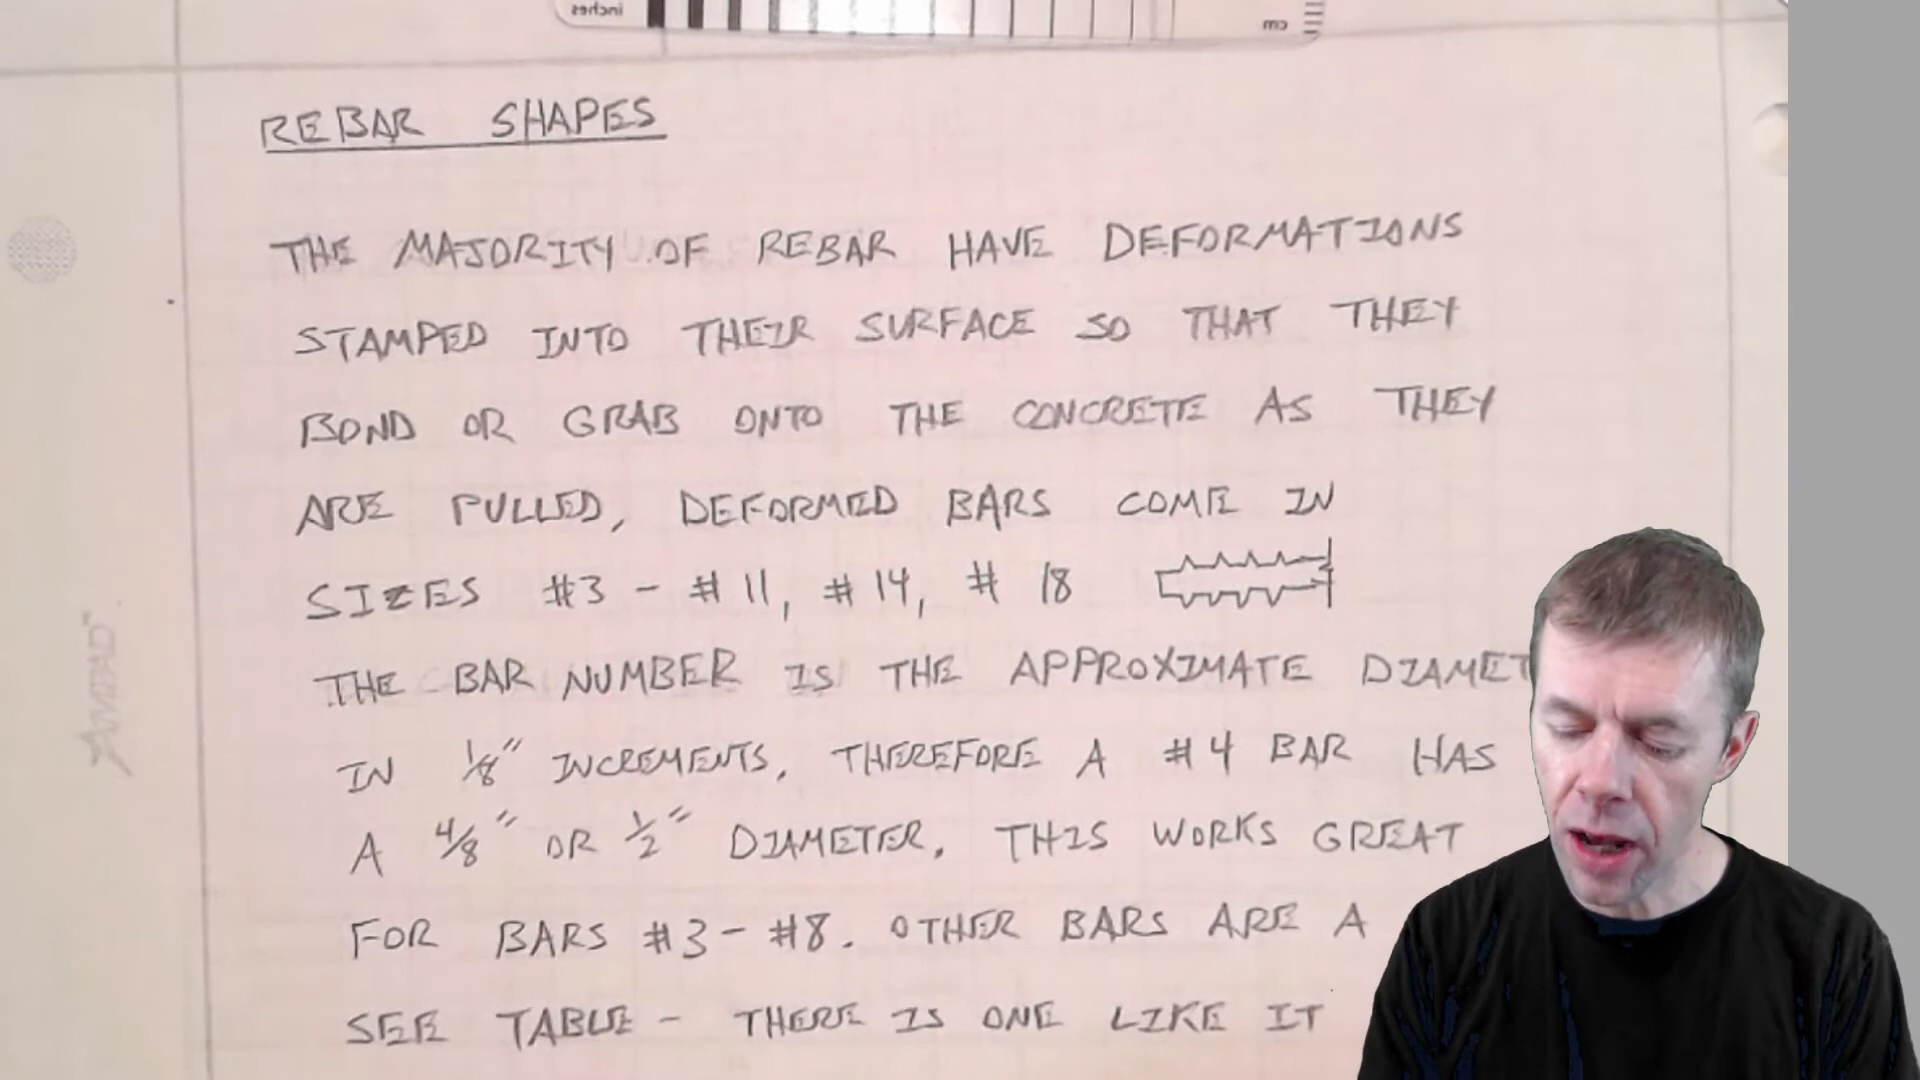 inches
cm
REBAR SHAPES
THE MAJORITY OF REBAR HAVE DEFORMATIONS
STAMPED INTO THEIR SURFACE SO THAT THEY
BOND OR GRAB ONTO THE CONCRETE AS THEY
ARE PULLED, DEFORMED BARS COME IN
SIZES #3 - #11, #14, # 18
THE BAR NUMBER IS THE APPROXIMATE DIAMET
IN 1/8" INCREMENTS, THEREFORE A #4 BAR HAS
A 4/8" OR 1/2" DIAMETER, THIS WORKS GREAT
FOR BARS #3 - #8. OTHER BARS ARE A
SEE TABLE - THERE IS ONE LIKE IT
AMPAD